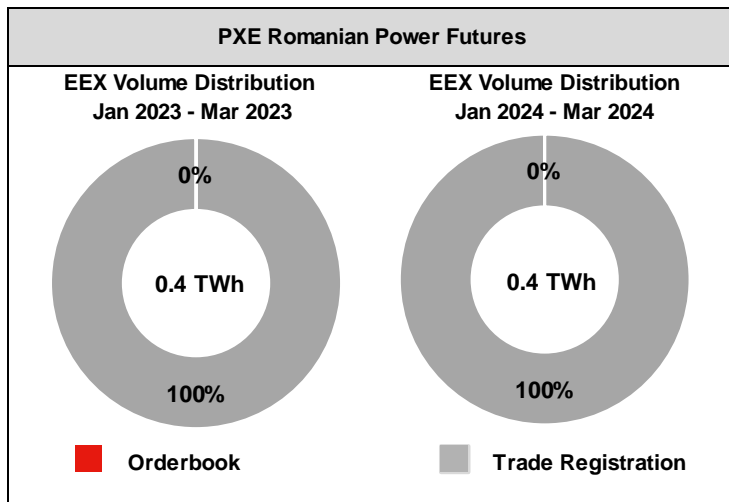 PXE Romanian Power Futures
EEX Volume Distribution
Jan 2023 - Mar 2023
0%
0.4 TWh
100%
EEX Volume Distribution
Jan 2024 - Mar 2024
0%
0.4 TWh
100%
Orderbook
Trade Registration